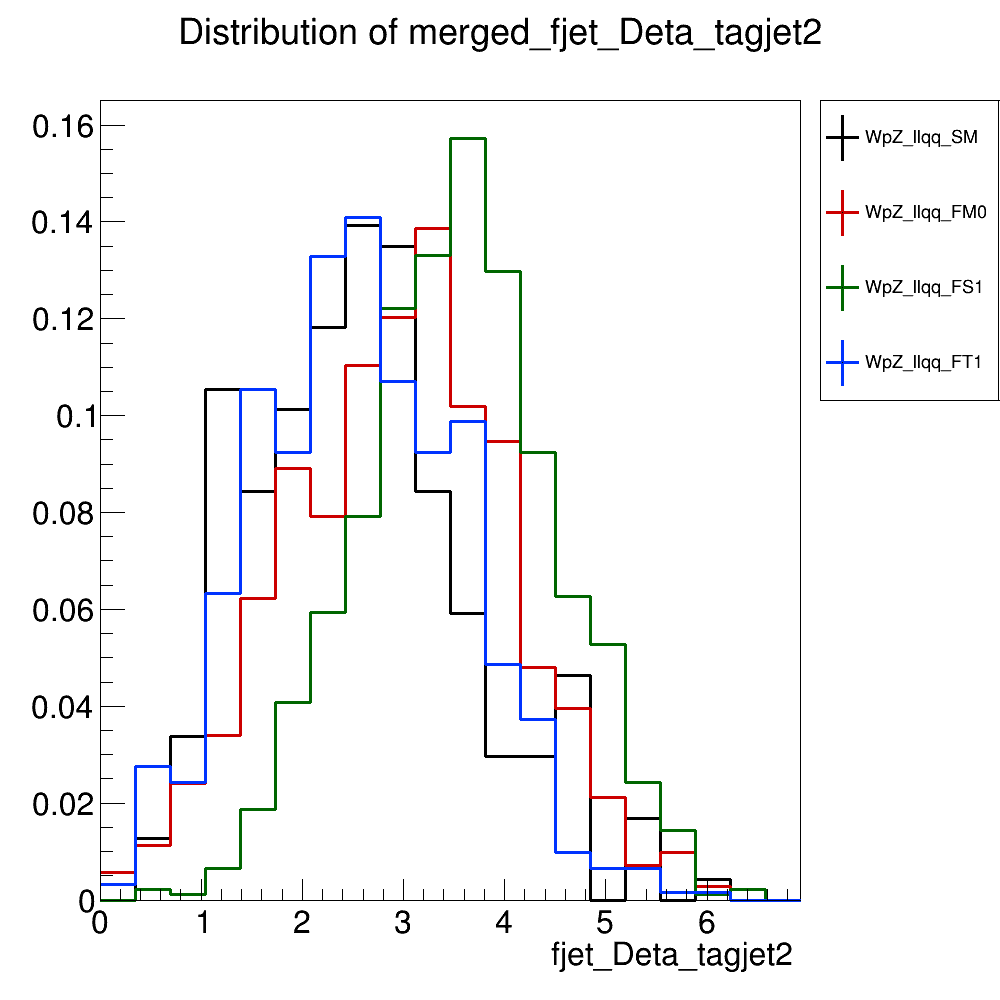 Distribution of merged_fjet_Deta_tagjet2
0.16
0.14
0.12
0.1
0.08
0.06
0.04
0.02
0
0 1 2 3 4 5 6
fjet_Deta_tagjet2
WpZ_llqq_SM
WpZ_llqq_FM0
WpZ_llqq_FS1
WpZ_llqq_FT1